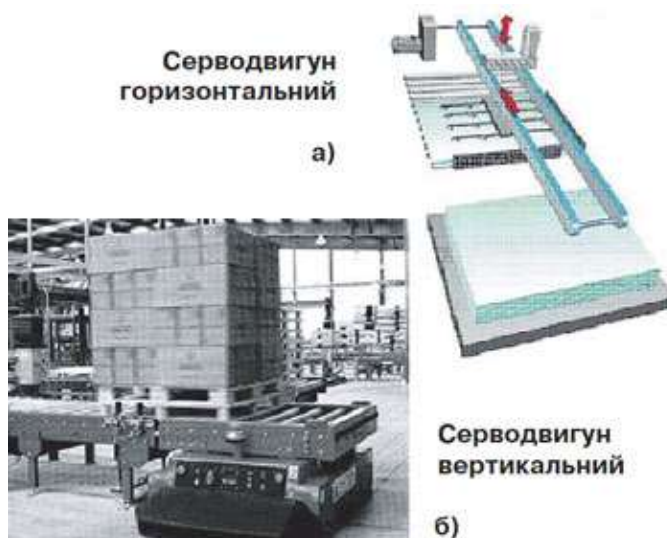 Серводвигун
горизонтальний
а)
Серводвигун
вертикальний
б)